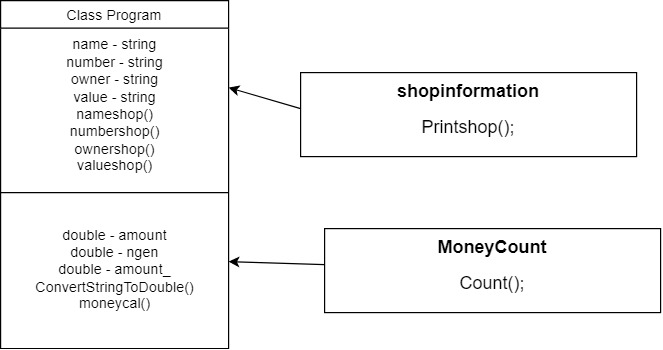 Class Program
name - string
number - string
owner - string
value - string
nameshop()
numbershop()
ownershop()
valueshop()
double - amount
double - ngen
double - amount_
ConvertStringToDouble()
moneycal()
shopinformation
Printshop();
MoneyCount
Count();